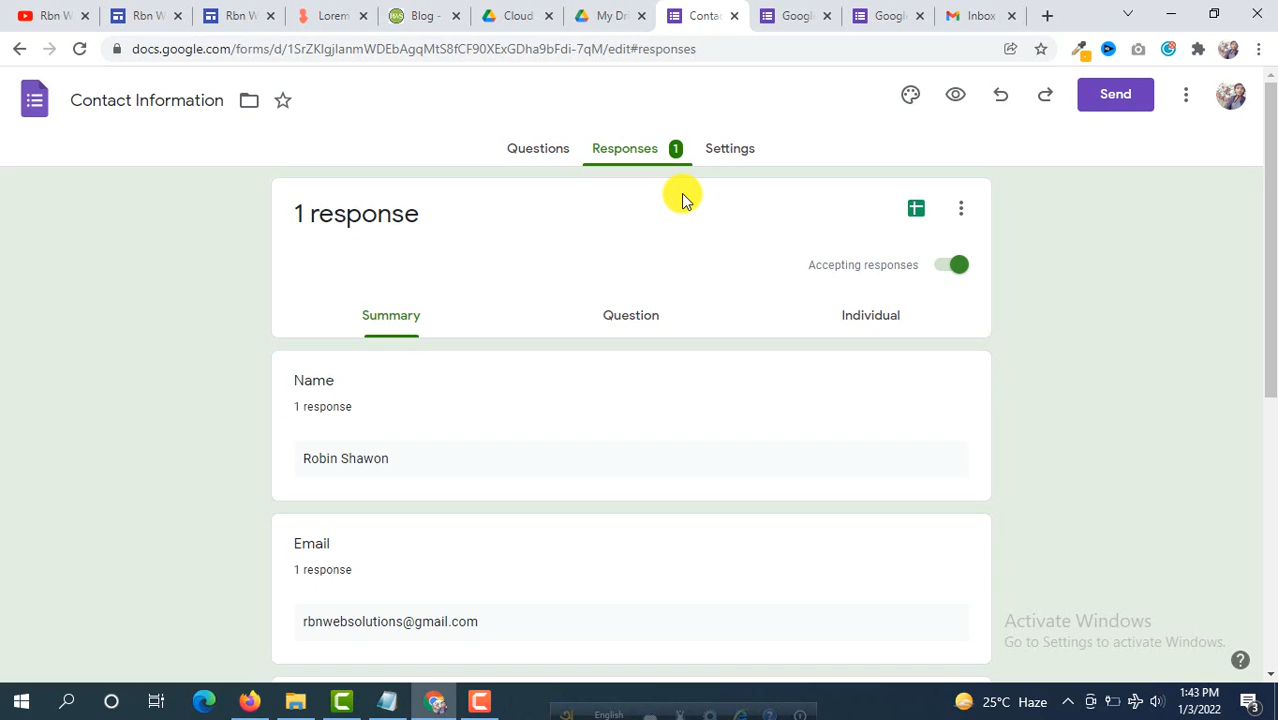 Rbn W
Rbn W
Rbn W
Lorem
Blog -
Cloud
My Dr
Conta
Googl
Googl
Inbox
docs.google.com/forms/d/1SrZKlgjJanmWDEbAgqMtS8fCF90XExGDha9bFdi-7qM/edit#responses
Contact Information
Send
Questions
Responses 1
Settings
1 response
Accepting responses
Summary
Question
Individual
Name
1 response
Robin Shawon
Email
1 response
rbnwebsolutions@gmail.com
Activate Windows
Go to Settings to activate Windows.
English
25°C Haze
1:43 PM
1/3/2022
3